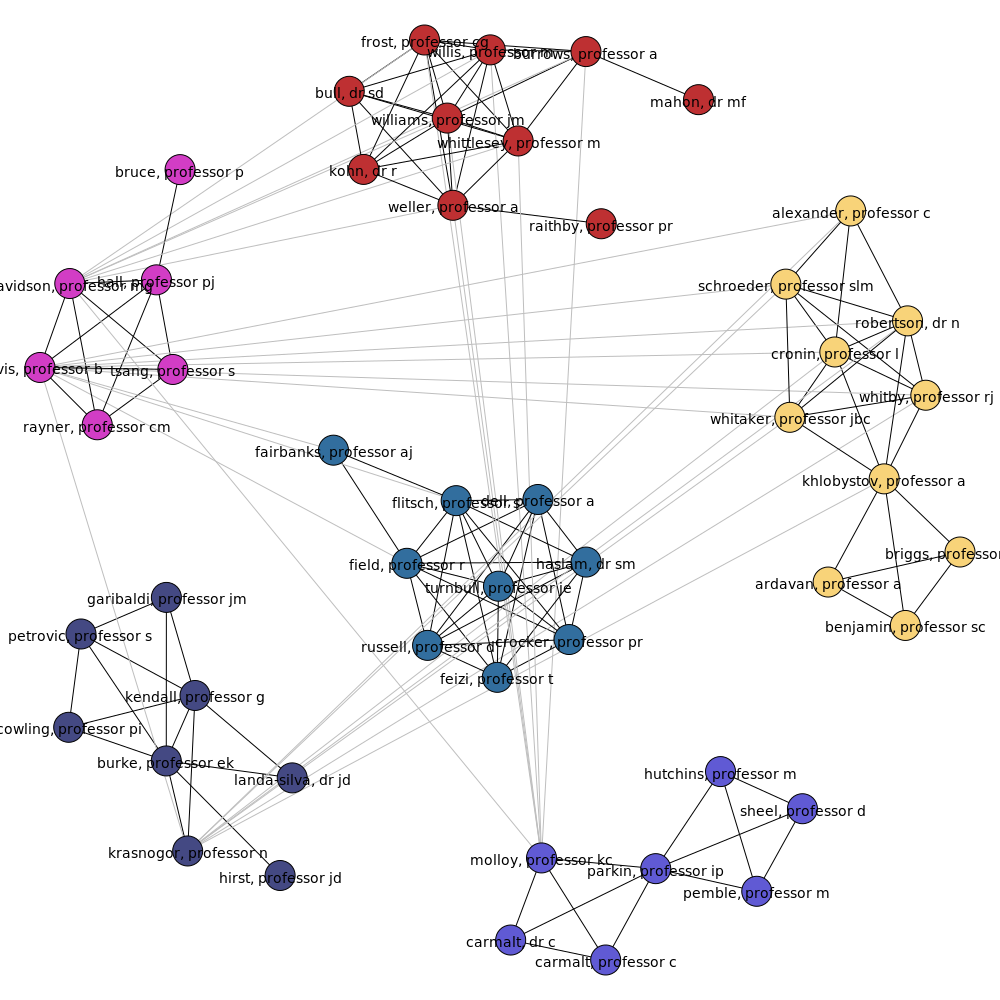 frost, professor cg
willis, professor m
burrows, professor a
bull, dr sd
mahon, dr mf
williams, professor jm
whittlesey, professor m
bruce, professor p
kohn, dr r
weller, professor a
alexander, professor c
raithby, professor pr
avidson, professor mg
hall, professor pj
schroeder, professor slm
robertson, dr n
cronin, professor l
vis, professor b
tsang, professor s
whitby, professor rj
whitaker, professor jbc
rayner, professor cm
fairbanks, professor aj
khlobystov, professor a
flitsch, professor s
dell, professor a
briggs, professor
field, professor r
haslam, dr sm
turnbull, professor je
ardavan, professor a
garibaldi, professor jm
benjamin, professor sc
petrovic, professor s
russell, professor d
crocker, professor pr
feizi, professor t
kendall, professor g
cowling, professor pi
burke, professor ek
landa-silva, dr jd
hutchins, professor m
sheel, professor d
krasnogor, professor n
molloy, professor kc
parkin, professor ip
hirst, professor jd
pemble, professor m
carmalt, dr c
carmalt, professor c